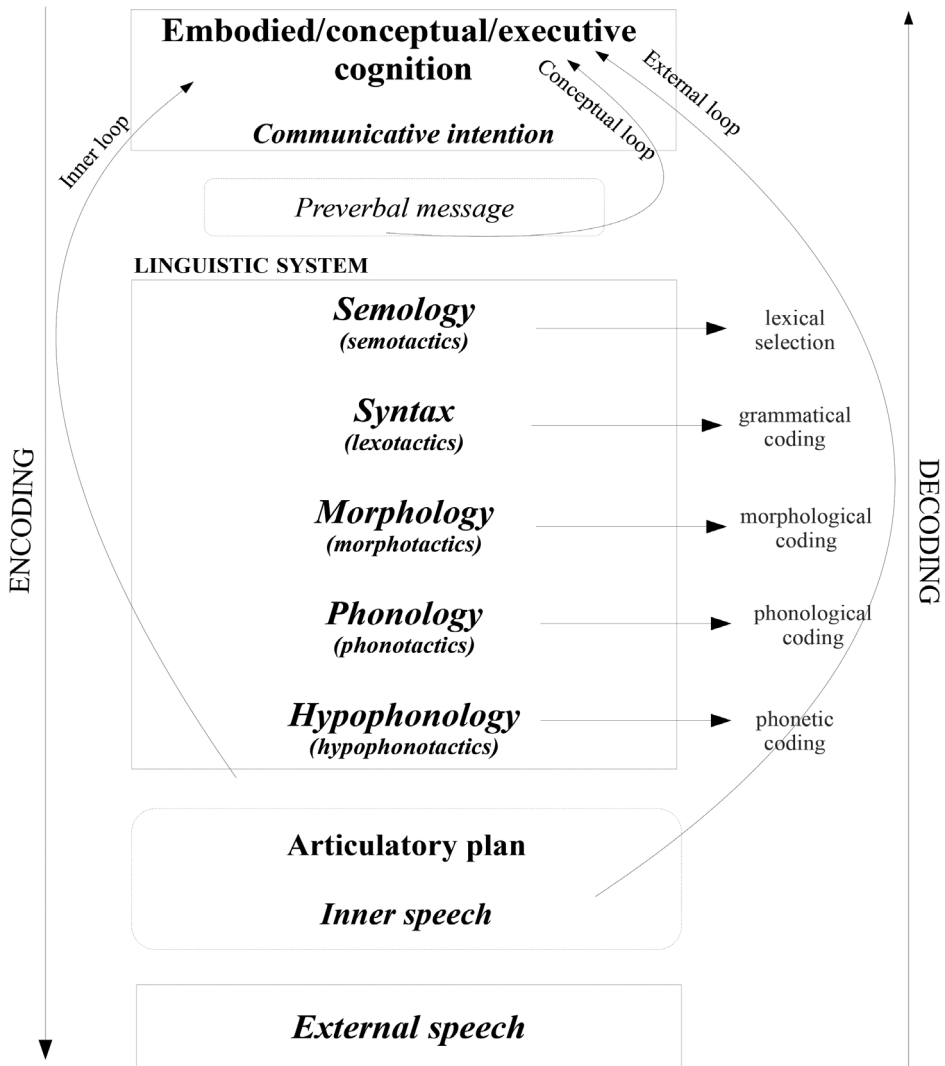 Embodied/conceptual/executive
cognition
Communicative intention
Inner loop
Conceptual loop
External loop
Preverbal message
LINGUISTIC SYSTEM
Semology
(semotactics)
lexical
selection
Syntax
(lexotactics)
grammatical
coding
ENCODING
DECODING
Morphology
(morphotactics)
morphological
coding
Phonology
(phonotactics)
phonological
coding
Hypophonology
(hypophonotactics)
phonetic
coding
Articulatory plan
Inner speech
External speech